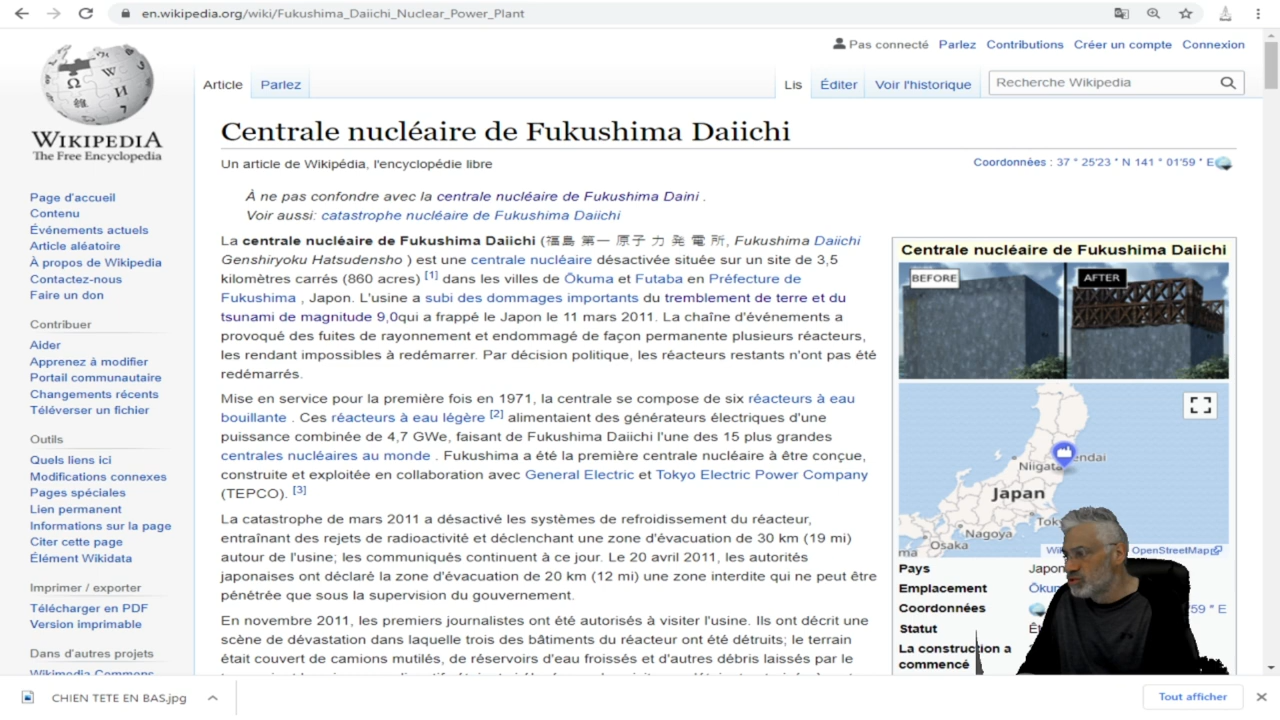 en.wikipedia.org/wiki/Fukushima_Daiichi_Nuclear_Power_Plant
Pas connecté Parlez Contributions Créer un compte Connexion
Article Parlez Lis Éditer Voir l'historique Recherche Wikipedia
WIKIPEDIA
The Free Encyclopedia
Page d'accueil
Contenu
Événements actuels
Article aléatoire
À propos de Wikipedia
Contactez-nous
Faire un don
Contribuer
Aider
Apprenez à modifier
Portail communautaire
Changements récents
Téléverser un fichier
Outils
Quels liens ici
Modifications connexes
Pages spéciales
Lien permanent
Informations sur la page
Citer cette page
Élément Wikidata
Imprimer / exporter
Télécharger en PDF
Version imprimable
Dans d'autres projets
Wikimedia Commons
Centrale nucléaire de Fukushima Daiichi
Un article de Wikipédia, l'encyclopédie libre
Coordonnées : 37 ° 25'23 " N 141 ° 01'59 " E
À ne pas confondre avec la centrale nucléaire de Fukushima Daini .
Voir aussi: catastrophe nucléaire de Fukushima Daiichi
La centrale nucléaire de Fukushima Daiichi (福島 第一 原子 力 発 電 所, Fukushima Daiichi
Genshiryoku Hatsudensho ) est une centrale nucléaire désactivée située sur un site de 3,5
kilomètres carrés (860 acres) [1] dans les villes de Ōkuma et Futaba en Préfecture de
Fukushima , Japon. L'usine a subi des dommages importants du tremblement de terre et du
tsunami de magnitude 9,0qui a frappé le Japon le 11 mars 2011. La chaîne d'événements a
provoqué des fuites de rayonnement et endommagé de façon permanente plusieurs réacteurs,
les rendant impossibles à redémarrer. Par décision politique, les réacteurs restants n'ont pas été
redémarrés.
Mise en service pour la première fois en 1971, la centrale se compose de six réacteurs à eau
bouillante . Ces réacteurs à eau légère [2] alimentaient des générateurs électriques d'une
puissance combinée de 4,7 GWe, faisant de Fukushima Daiichi l'une des 15 plus grandes
centrales nucléaires au monde . Fukushima a été la première centrale nucléaire à être conçue,
construite et exploitée en collaboration avec General Electric et Tokyo Electric Power Company
(TEPCO). [3]
La catastrophe de mars 2011 a désactivé les systèmes de refroidissement du réacteur,
entraînant des rejets de radioactivité et déclenchant une zone d'évacuation de 30 km (19 mi)
autour de l'usine; les communiqués continuent à ce jour. Le 20 avril 2011, les autorités
japonaises ont déclaré la zone d'évacuation de 20 km (12 mi) une zone interdite qui ne peut être
pénétrée que sous la supervision du gouvernement.
En novembre 2011, les premiers journalistes ont été autorisés à visiter l'usine. Ils ont décrit une
scène de dévastation dans laquelle trois des bâtiments du réacteur ont été détruits; le terrain
était couvert de camions mutilés, de réservoirs d'eau froissés et d'autres débris laissés par le
Centrale nucléaire de Fukushima Daiichi
BEFORE AFTER
Niigata endai
Japan
Nagoya
Osaka
ma
OpenStreetMap
Pays Japon
Emplacement
Coordonnées '59 " E
Statut
La construction a
commencé
CHIEN TETE EN BAS.jpg
Tout afficher